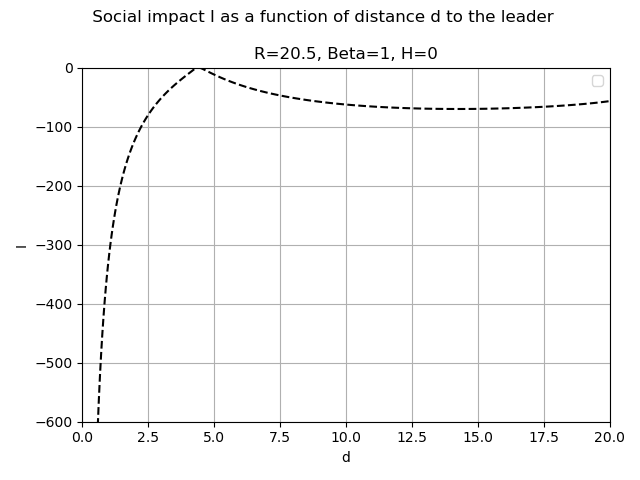 Social impact I as a function of distance d to the leader
R=20.5, Beta=1, H=0
0
−100
−200
−300
−400
−500
−600
I
0.0 2.5 5.0 7.5 10.0 12.5 15.0 17.5 20.0
d